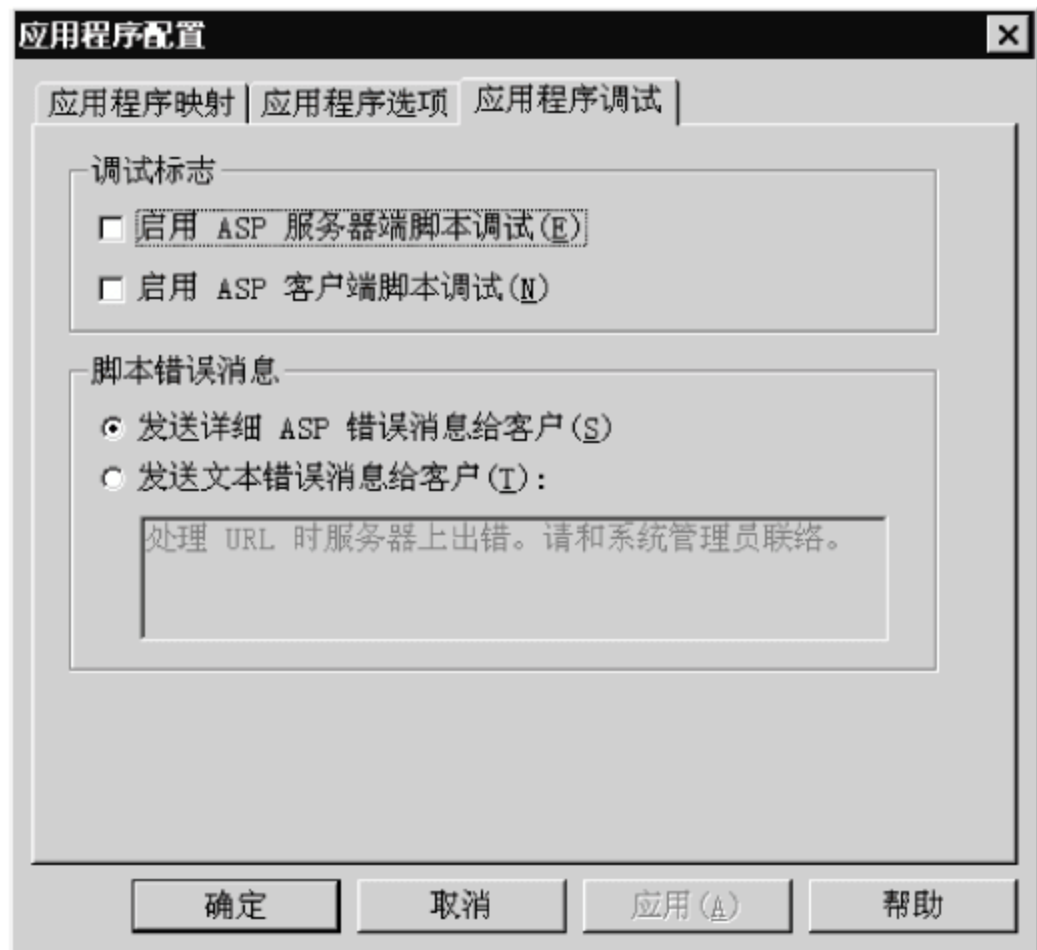 应用程序配置
应用程序映射 应用程序选项 应用程序调试
调试标志
启用 ASP 服务器端脚本调试(E)
启用 ASP 客户端脚本调试(N)
脚本错误消息
发送详细 ASP 错误消息给客户(S)
发送文本错误消息给客户(T):
处理 URL 时服务器上出错。请和系统管理员联络。
确定 取消 应用(A) 帮助